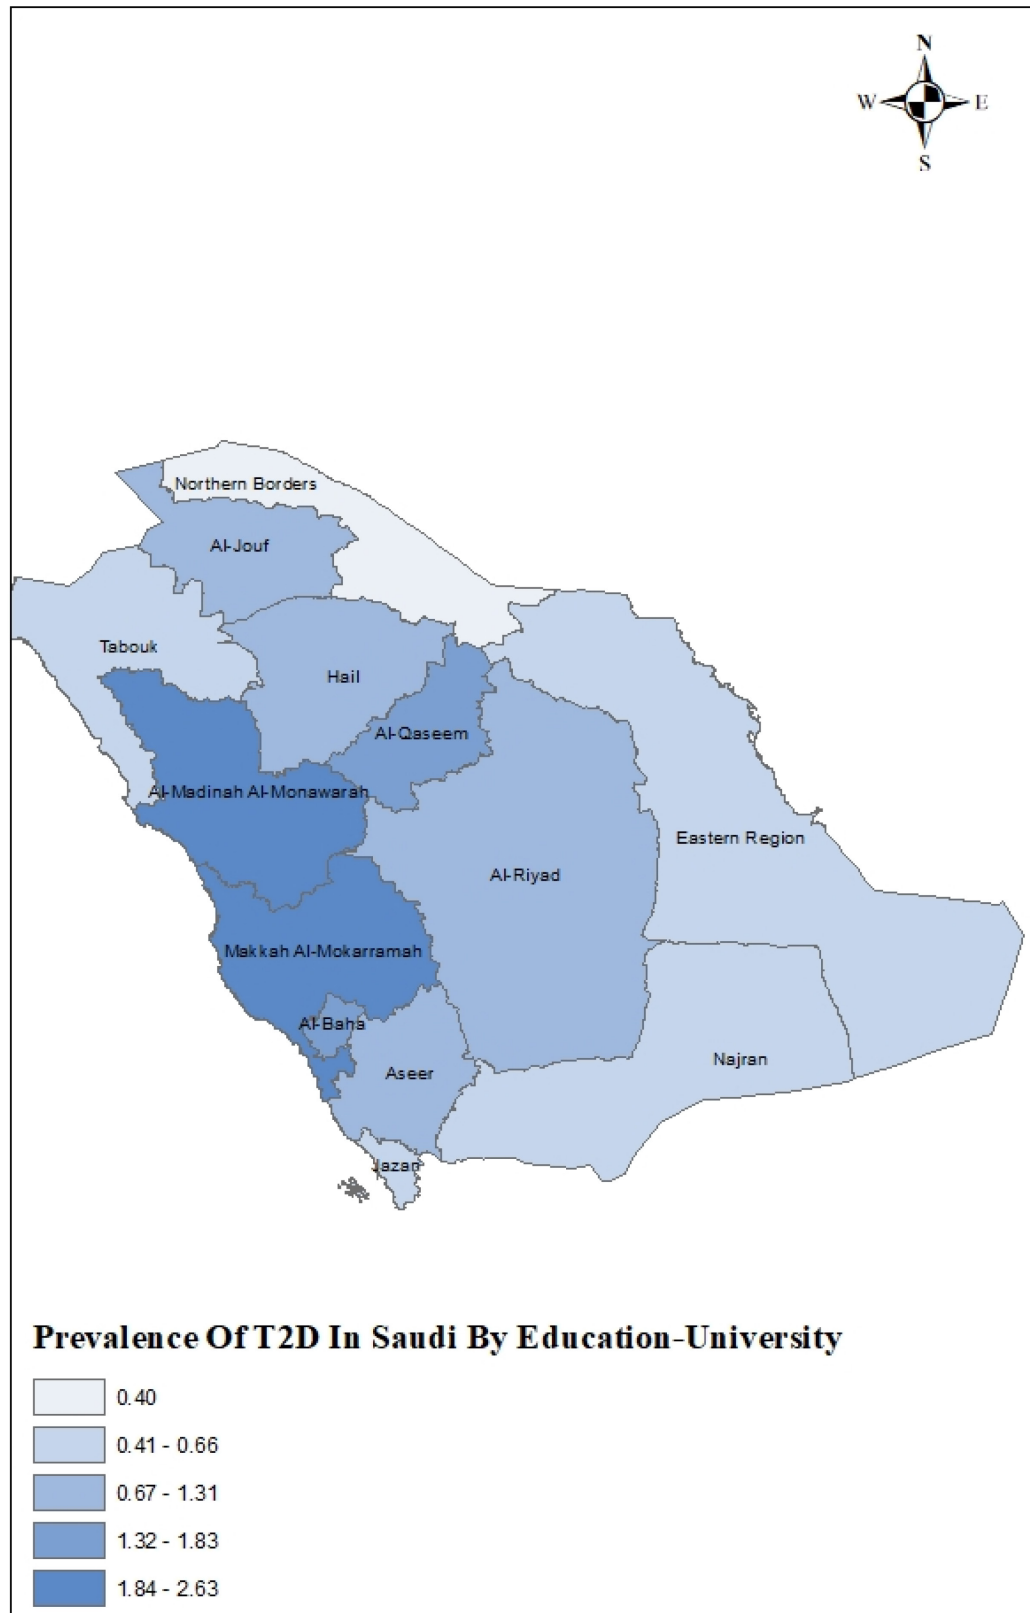 N
W E
S
Northern Borders
Al-Jouf
Tabouk
Hail
Al-Qaseem
Al-Madinah Al-Monawarah
Eastern Region
Al-Riyad
Makkah Al-Mokarramah
Al-Baha
Najran
Aseer
Jazan
Prevalence Of T2D In Saudi By Education-University
0.40
0.41 - 0.66
0.67 - 1.31
1.32 - 1.83
1.84 - 2.63